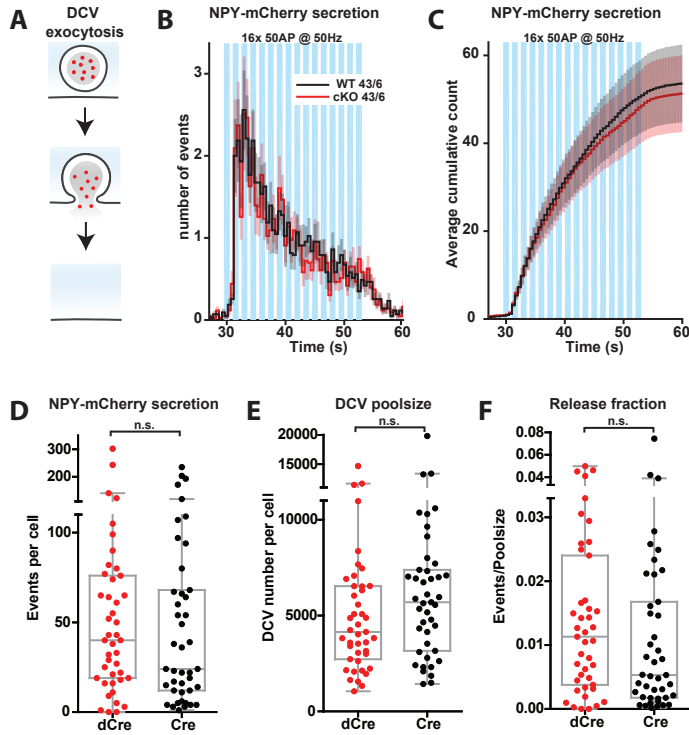 A
DCV
exocytosis
B
NPY-mCherry secretion
16x 50AP @ 50Hz
WT 43/6
cKO 43/6
number of events
3
2
1
0
30
40
50
60
Time (s)
C
NPY-mCherry secretion
16x 50AP @ 50Hz
Average cumulative count
60
40
20
0
30
40
50
60
Time (s)
D
NPY-mCherry secretion
n.s.
Events per cell
300
200
100
100
50
0
dCre
Cre
E
DCV poolsize
n.s.
DCV number per cell
20000
15000
10000
5000
0
dCre
Cre
F
Release fraction
n.s.
Events/Poolsize
0.08
0.06
0.04
0.03
0.02
0.01
0.00
dCre
Cre